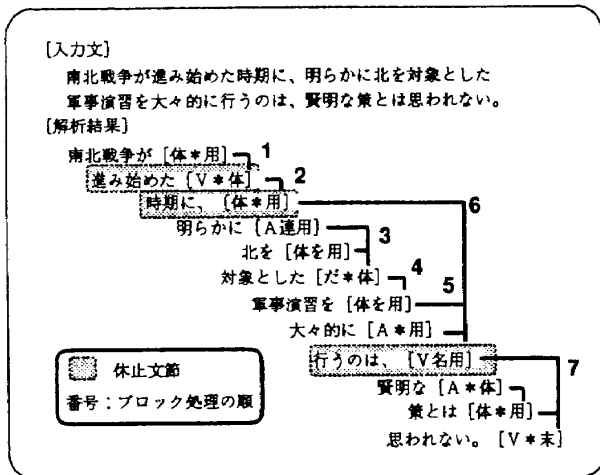 [入力文]
南北戦争が進み始めた時期に、明らかに北を対象とした
軍事演習を大々的に行うのは、賢明な策とは思われない。
[解析結果]
南北戦争が [体*用] 1
進み始めた [V*体] 2
時期に、 [体*用] 6
明らかに [A連用] 3
北を [体を用]
対象とした [だ*体] 4
軍事演習を [体を用] 5
大々的に [A*用]
行うのは、 [V名用] 7
賢明な [A*体]
策とは [体*用]
思われない。 [V*末]
休止文節
番号:ブロック処理の順